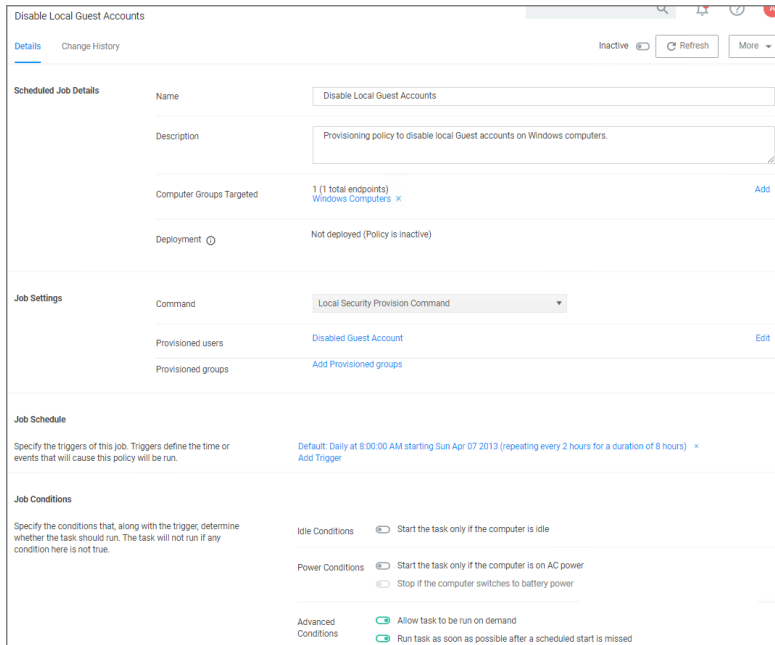 Disable Local Guest Accounts
Details
Change History
Inactive
Refresh
More
Scheduled Job Details
Name
Disable Local Guest Accounts
Description
Provisioning policy to disable local Guest accounts on Windows computers.
Computer Groups Targeted
1 (1 total endpoints)
Windows Computers ×
Add
Deployment
Not deployed (Policy is inactive)
Job Settings
Command
Local Security Provision Command
Provisioned users
Disabled Guest Account
Edit
Provisioned groups
Add Provisioned groups
Job Schedule
Specify the triggers of this job. Triggers define the time or
events that will cause this policy will be run.
Default: Daily at 8:00:00 AM starting Sun Apr 07 2013 (repeating every 2 hours for a duration of 8 hours) ×
Add Trigger
Job Conditions
Specify the conditions that, along with the trigger, determine
whether the task should run. The task will not run if any
condition here is not true.
Idle Conditions
Start the task only if the computer is idle
Power Conditions
Start the task only if the computer is on AC power
Stop if the computer switches to battery power
Advanced
Conditions
Allow task to be run on demand
Run task as soon as possible after a scheduled start is missed